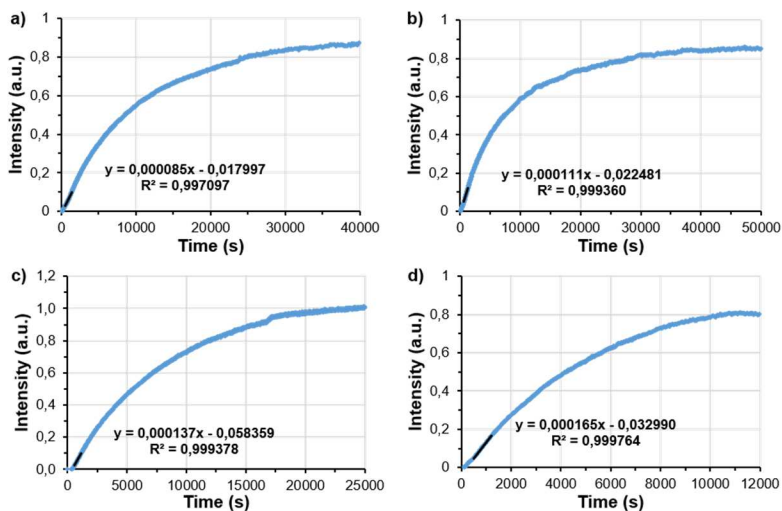 a)
Intensity (a.u.)
1
0,8
0,6
0,4
0,2
0
y = 0,000085x - 0,017997
R² = 0,997097
0 10000 20000 30000 40000
Time (s)
b)
Intensity (a.u.)
1
0,8
0,6
0,4
0,2
0
y = 0,000111x - 0,022481
R² = 0,999360
0 10000 20000 30000 40000 50000
Time (s)
c)
Intensity (a.u.)
1,2
1,0
0,8
0,6
0,4
0,2
0,0
y = 0,000137x - 0,058359
R² = 0,999378
0 5000 10000 15000 20000 25000
Time (s)
d)
Intensity (a.u.)
1
0,8
0,6
0,4
0,2
0
y = 0,000165x - 0,032990
R² = 0,999764
0 2000 4000 6000 8000 10000 12000
Time (s)